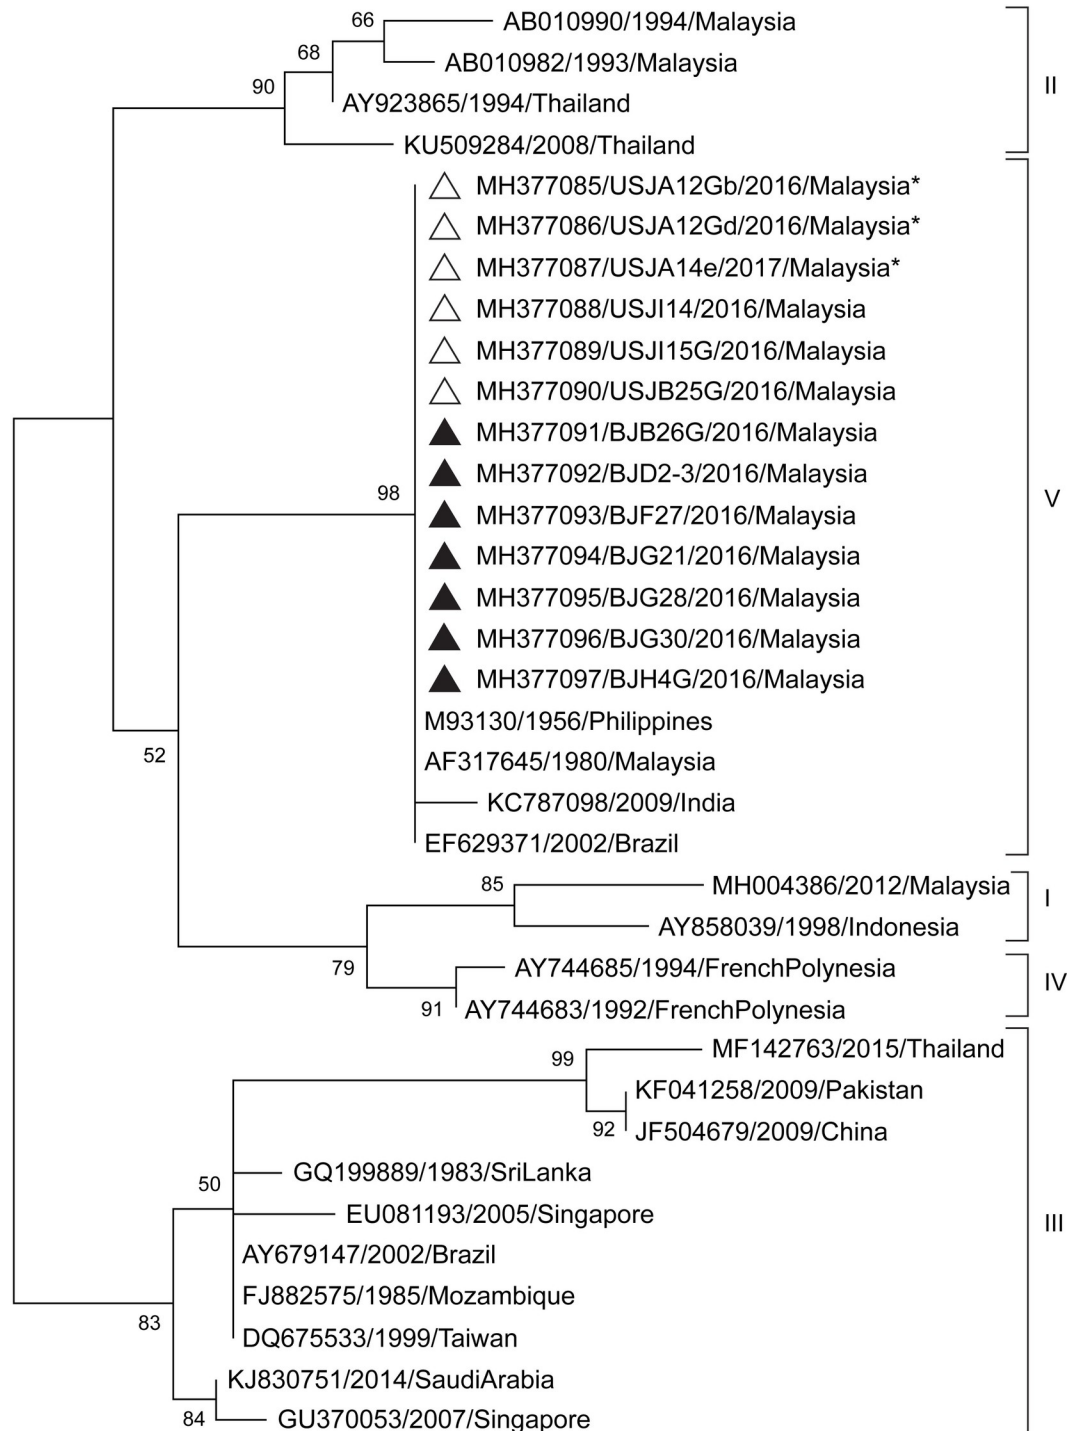 66
AB010990/1994/Malaysia
68
AB010982/1993/Malaysia
90
AY923865/1994/Thailand
II
KU509284/2008/Thailand
MH377085/USJA12Gb/2016/Malaysia*
MH377086/USJA12Gd/2016/Malaysia*
MH377087/USJA14e/2017/Malaysia*
MH377088/USJI14/2016/Malaysia
MH377089/USJI15G/2016/Malaysia
MH377090/USJB25G/2016/Malaysia
MH377091/BJB26G/2016/Malaysia
MH377092/BJD2-3/2016/Malaysia
98
V
MH377093/BJF27/2016/Malaysia
MH377094/BJG21/2016/Malaysia
MH377095/BJG28/2016/Malaysia
MH377096/BJG30/2016/Malaysia
MH377097/BJH4G/2016/Malaysia
M93130/1956/Philippines
52
AF317645/1980/Malaysia
KC787098/2009/India
EF629371/2002/Brazil
85
MH004386/2012/Malaysia
I
AY858039/1998/Indonesia
79
AY744685/1994/FrenchPolynesia
IV
91
AY744683/1992/FrenchPolynesia
99
MF142763/2015/Thailand
KF041258/2009/Pakistan
92
JF504679/2009/China
GQ199889/1983/SriLanka
50
EU081193/2005/Singapore
III
AY679147/2002/Brazil
FJ882575/1985/Mozambique
83
DQ675533/1999/Taiwan
KJ830751/2014/SaudiArabia
84
GU370053/2007/Singapore